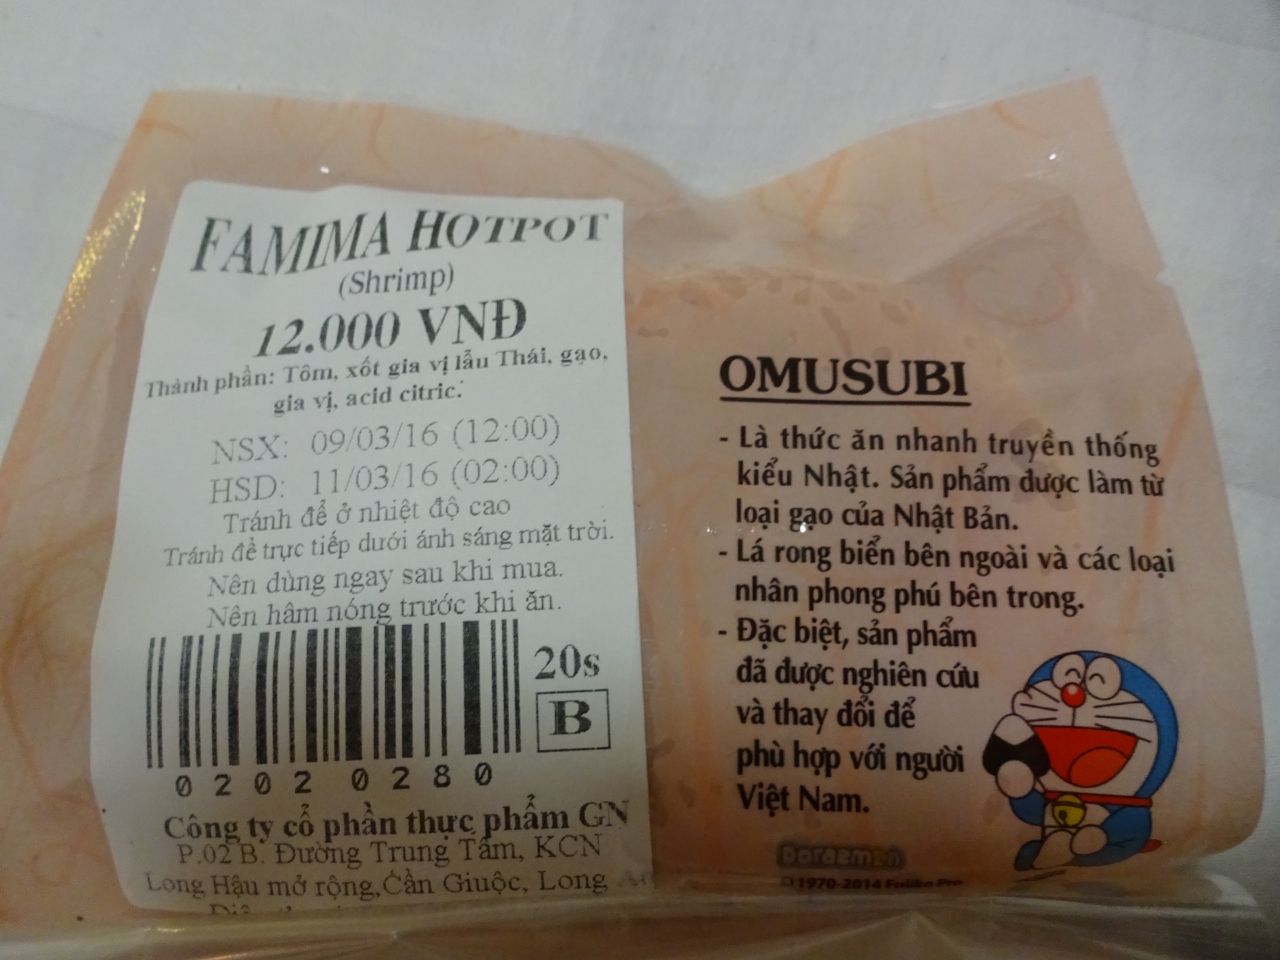 FAMIMA HOTPOT
(Shrimp)
12.000 VNĐ
Thành phần: Tôm, xốt gia vị lẩu Thái, gạo,
gia vị, acid citric.
NSX: 09/03/16 (12:00)
HSD: 11/03/16 (02:00)
Tránh để ở nhiệt độ cao
Tránh để trực tiếp dưới ánh sáng mặt trời.
Nên dùng ngay sau khi mua.
Nên hâm nóng trước khi ăn.
20s
B
02020280
Công ty cổ phần thực phẩm GN
P.02 B. Đường Trung Tâm, KCN
Long Hậu mở rộng,Cần Giuộc, Long
OMUSUBI
- Là thức ăn nhanh truyền thống
kiểu Nhật. Sản phẩm được làm từ
loại gạo của Nhật Bản.
- Lá rong biển bên ngoài và các loại
nhân phong phú bên trong.
- Đặc biệt, sản phẩm
đã được nghiên cứu
và thay đổi để
phù hợp với người
Việt Nam.
Doraemon
1970-2014 Fujiko Pro